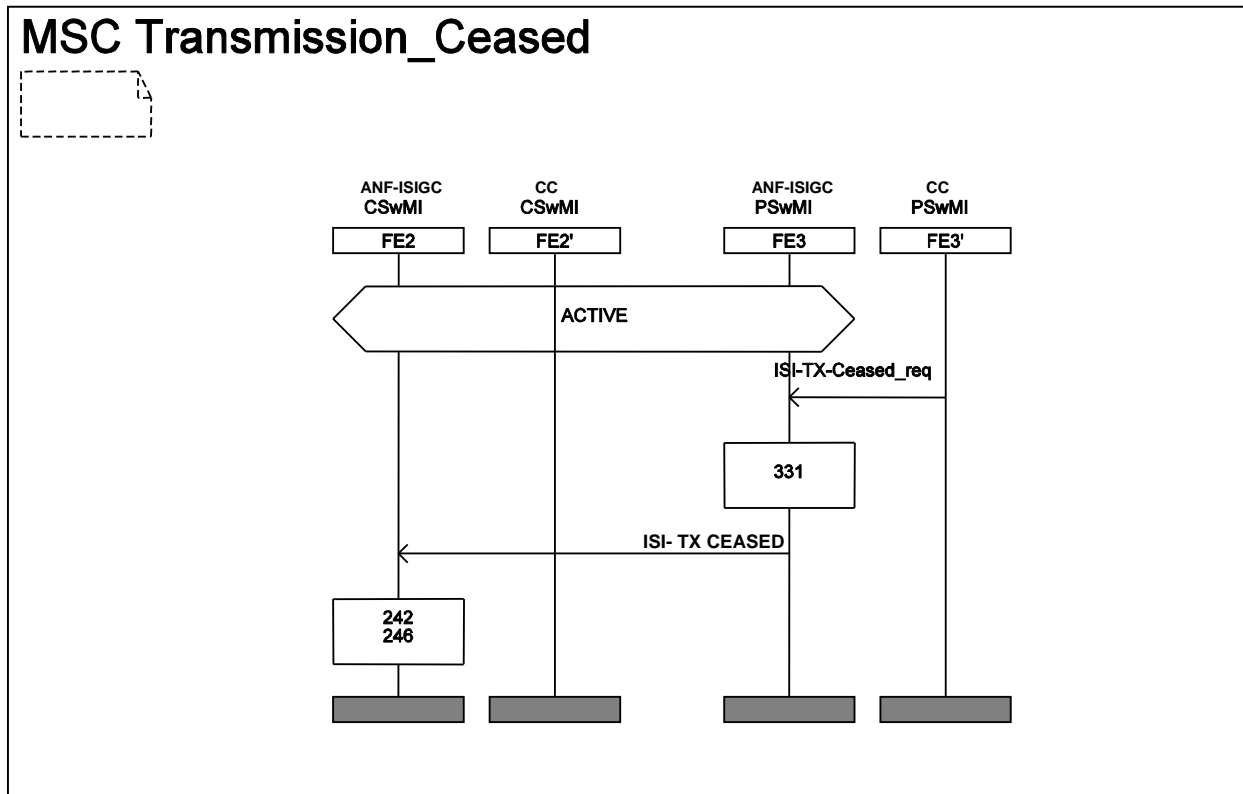 MSC Transmission_Ceased
ANF-ISIGC CC ANF-ISIGC CC
CSwMI CSwMI PSwMI PSwMI
FE2 FE2' FE3 FE3'
ACTIVE
ISI-TX-Ceased_req
331
ISI- TX CEASED
242
246